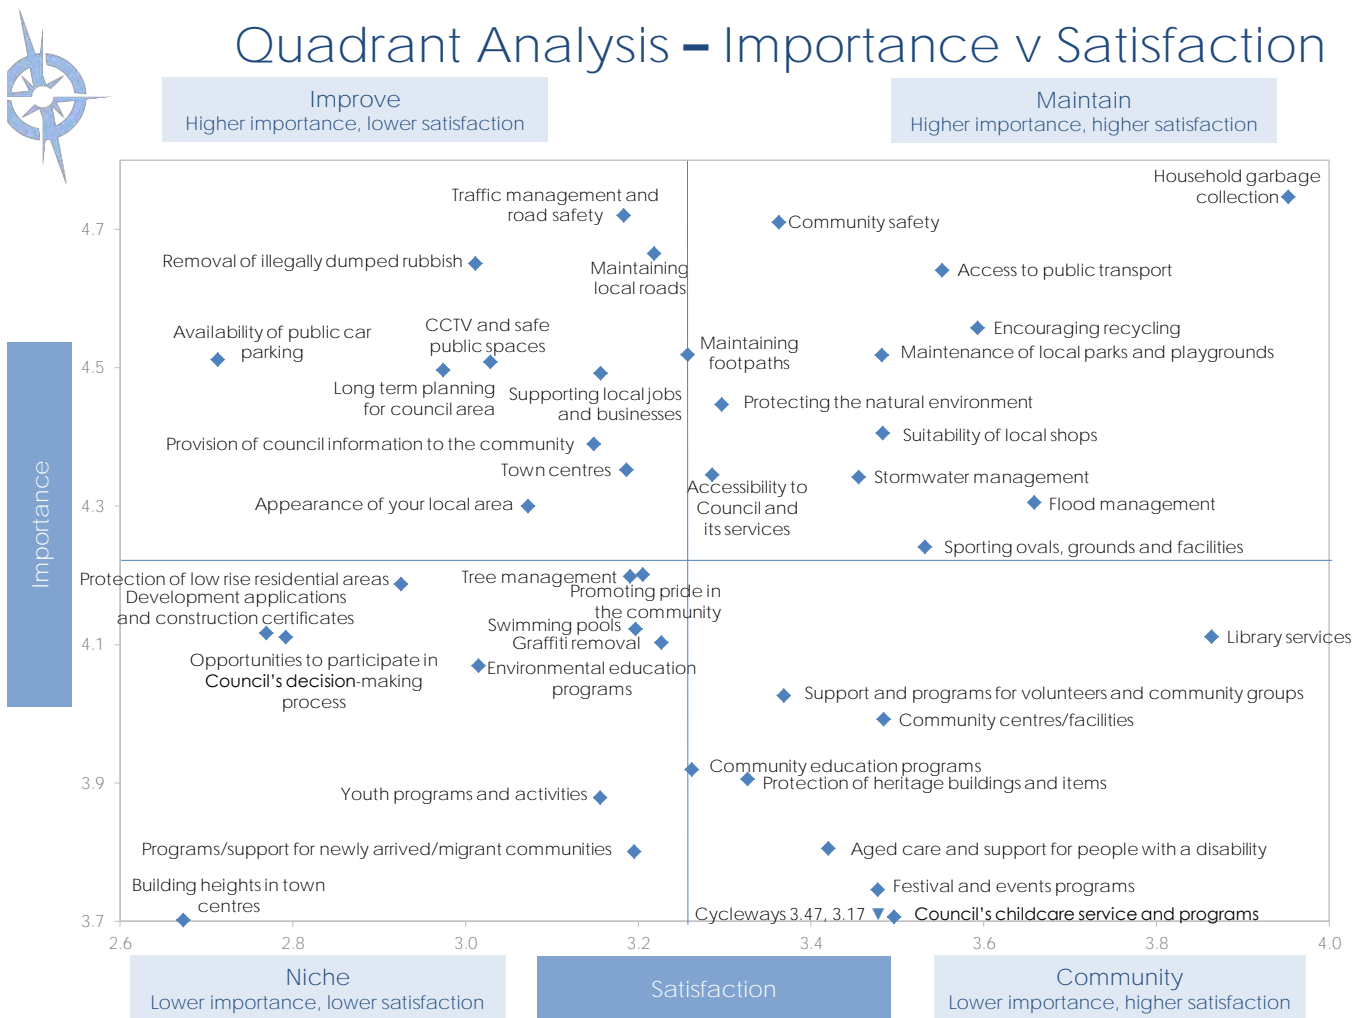 Quadrant Analysis – Importance v Satisfaction
Improve
Higher importance, lower satisfaction
Maintain
Higher importance, higher satisfaction
Household garbage
collection
Traffic management and
road safety
Community safety
4.7
Removal of illegally dumped rubbish
Maintaining
local roads
Access to public transport
Availability of public car
parking
CCTV and safe
public spaces
Encouraging recycling
Maintaining
footpaths
Maintenance of local parks and playgrounds
4.5
Long term planning
for council area
Supporting local jobs
and businesses
Protecting the natural environment
Suitability of local shops
Provision of council information to the community
Town centres
Stormwater management
Accessibility to
Council and
its services
4.3
Appearance of your local area
Flood management
Importance
Sporting ovals, grounds and facilities
Protection of low rise residential areas
Tree management
Development applications
and construction certificates
Promoting pride in
the community
Swimming pools
Graffiti removal
4.1
Library services
Opportunities to participate in
Council's decision-making
process
Environmental education
programs
Support and programs for volunteers and community groups
Community centres/facilities
Community education programs
3.9
Protection of heritage buildings and items
Youth programs and activities
Programs/support for newly arrived/migrant communities
Aged care and support for people with a disability
Building heights in town
centres
Festival and events programs
Cycleways 3.47, 3.17
Council's childcare service and programs
3.7
2.6 2.8 3.0 3.2 3.4 3.6 3.8 4.0
Niche
Lower importance, lower satisfaction
Satisfaction
Community
Lower importance, higher satisfaction